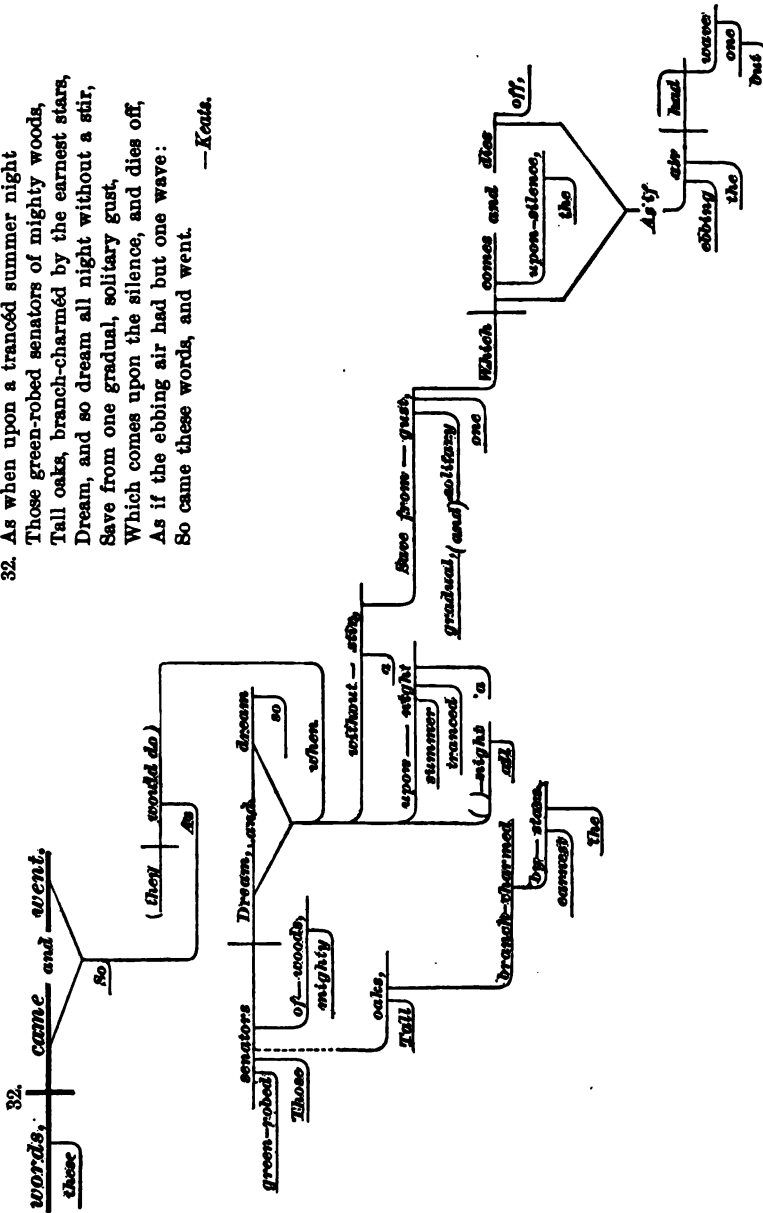 32. As when upon a trancéd summer night
Those green-robed senators of mighty woods,
Tall oaks, branch-charméd by the earnest stars,
Dream, and so dream all night without a stir,
Save from one gradual, solitary gust,
Which comes upon the silence, and dies off,
As if the ebbing air had but one wave:
So came these words, and went.
—Keats.
32.
words, came and went.
these
So
(they would do)
As
senators Dream, and dream
so
green-robed
Those
of—woods,
mighty
when
oaks,
Tall
without—stir,
a
branch-charmed
by—stars,
earnest
the
upon—night
summer
tranced
a
( )—night
all
Save from—gust,
gradual, (and) solitary
one
Which comes and dies
off,
upon-silence,
the
As if
air had
ebbing
the
wave
one
but